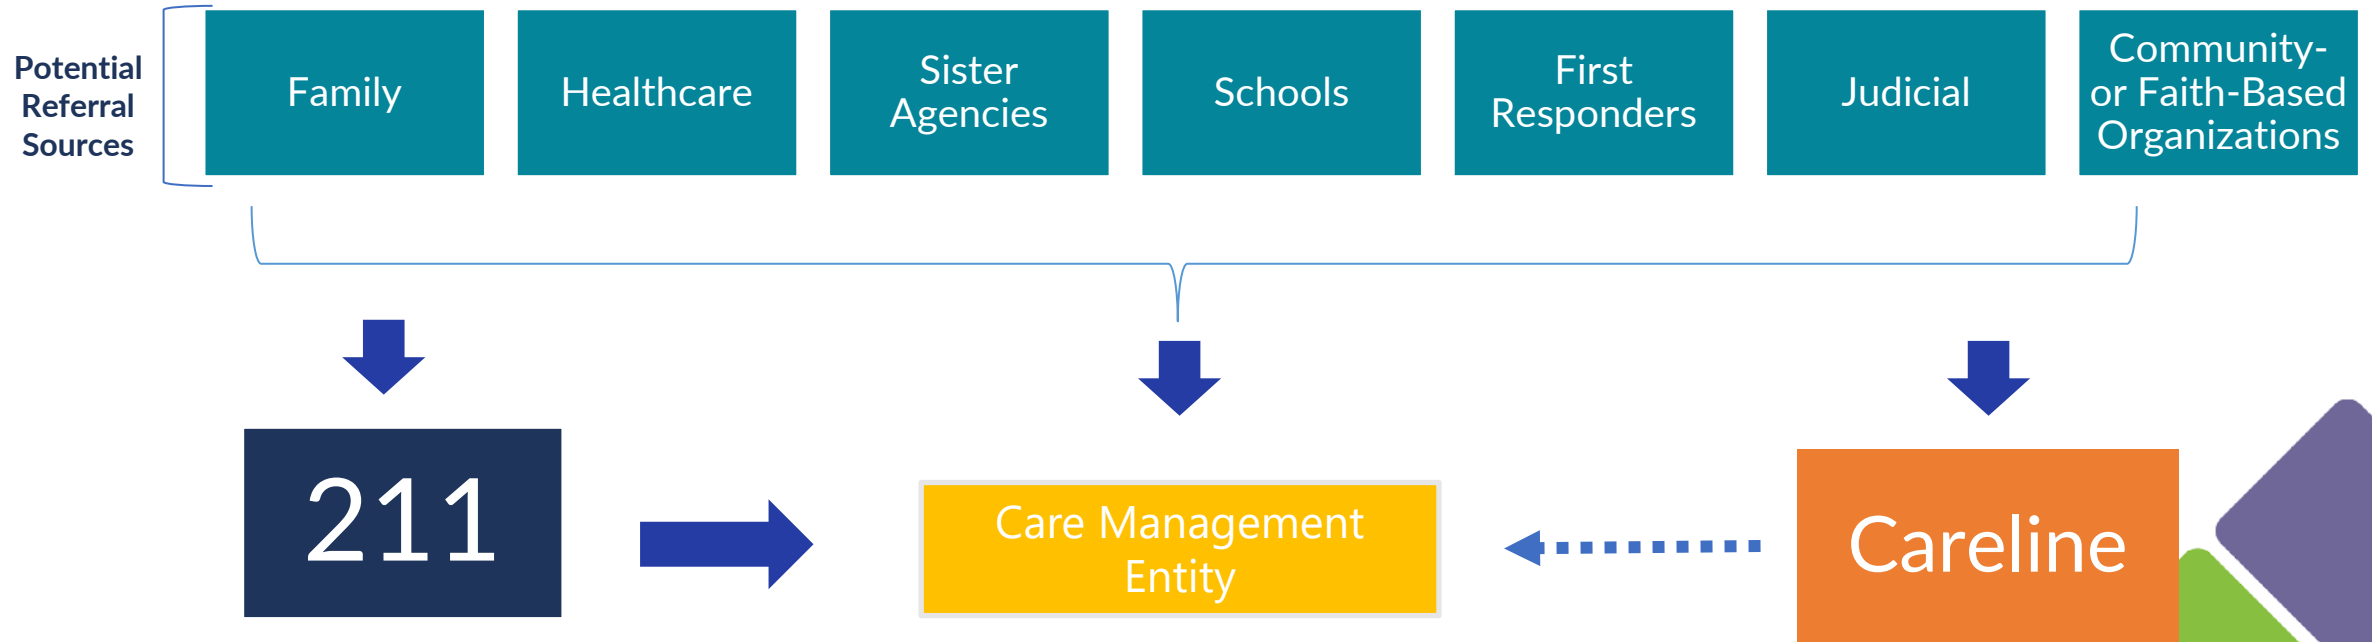 Potential
Referral
Sources
Family
Healthcare
Sister
Agencies
Schools
First
Responders
Judicial
Community-
or Faith-Based
Organizations
211
Care Management
Entity
Careline